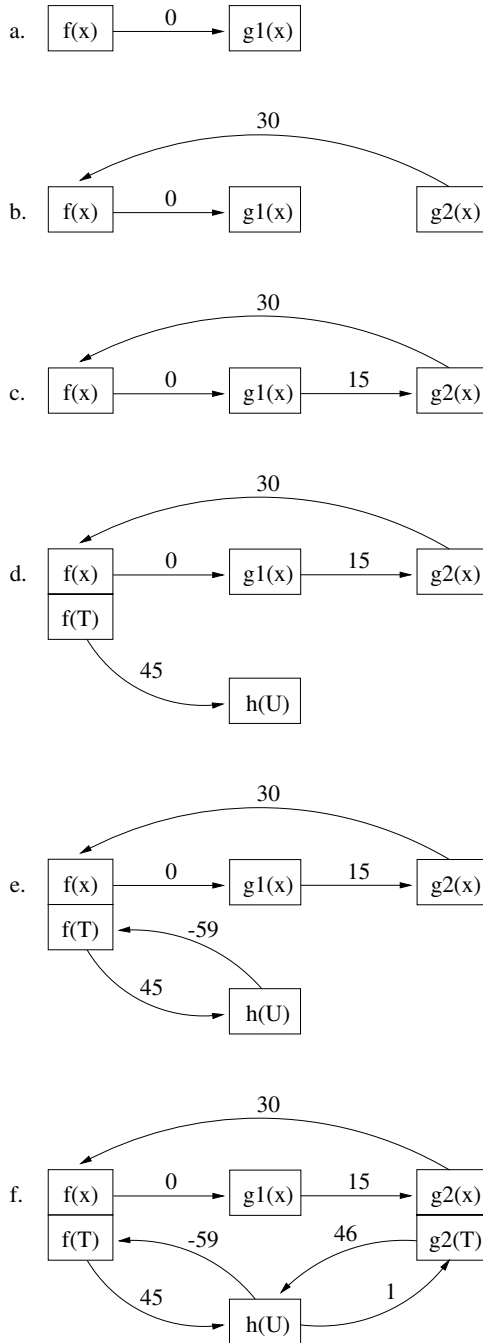 0
a. f(x) g1(x)
30
0
b. f(x) g1(x) g2(x)
30
0 15
c. f(x) g1(x) g2(x)
30
0 15
d. f(x) g1(x) g2(x)
f(T)
45
h(U)
30
0 15
e. f(x) g1(x) g2(x)
f(T) -59
45
h(U)
30
0 15
f. f(x) g1(x) g2(x)
f(T) -59 46 g2(T)
45 1
h(U)